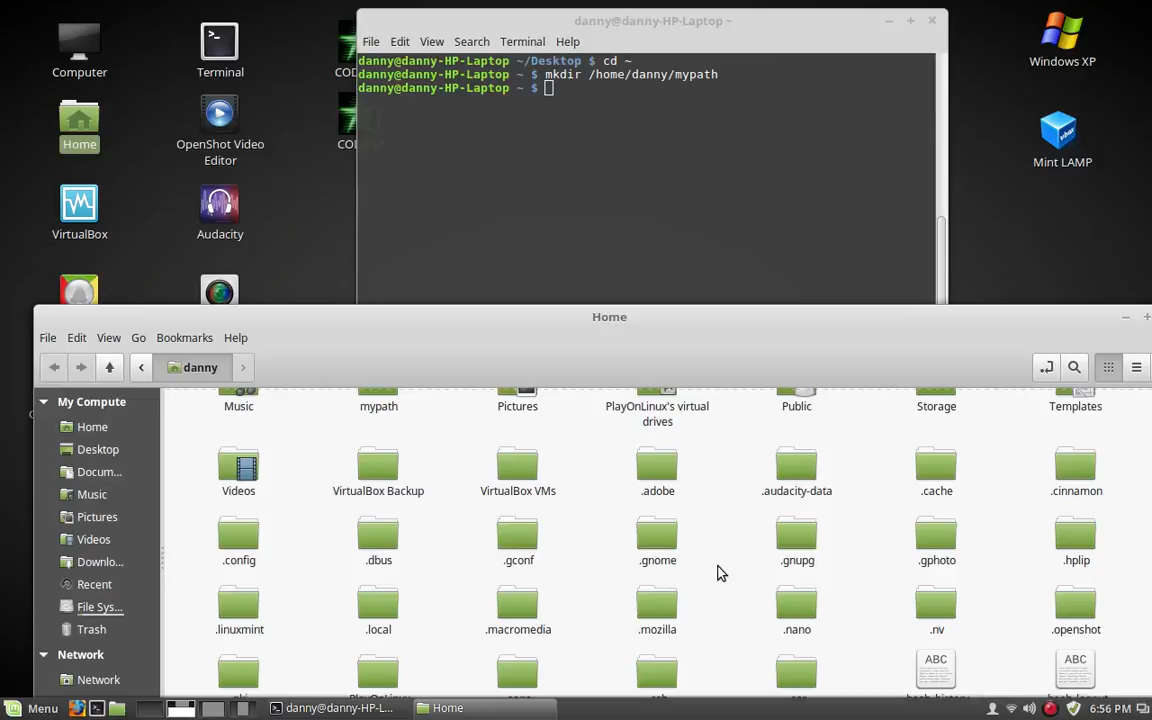 danny@danny-HP-Laptop ~
File Edit View Search Terminal Help
danny@danny-HP-Laptop ~/Desktop $ cd ~
danny@danny-HP-Laptop ~ $ mkdir /home/danny/mypath
danny@danny-HP-Laptop ~ $
Computer
Terminal
Home
OpenShot Video
Editor
VirtualBox
Audacity
Windows XP
Mint LAMP
vbox
Home
File Edit View Go Bookmarks Help
danny
My Compute
Home
Desktop
Docum...
Music
Pictures
Videos
Downlo...
Recent
File Sys...
Trash
Network
Network
Music mypath Pictures PlayOnLinux's virtual Public Storage Templates
drives
Videos VirtualBox Backup VirtualBox VMs .adobe .audacity-data .cache .cinnamon
.config .dbus .gconf .gnome .gnupg .gphoto .hplip
.linuxmint .local .macromedia .mozilla .nano .nv .openshot
ABC ABC
Menu danny@danny-HP-L... Home 6:56 PM